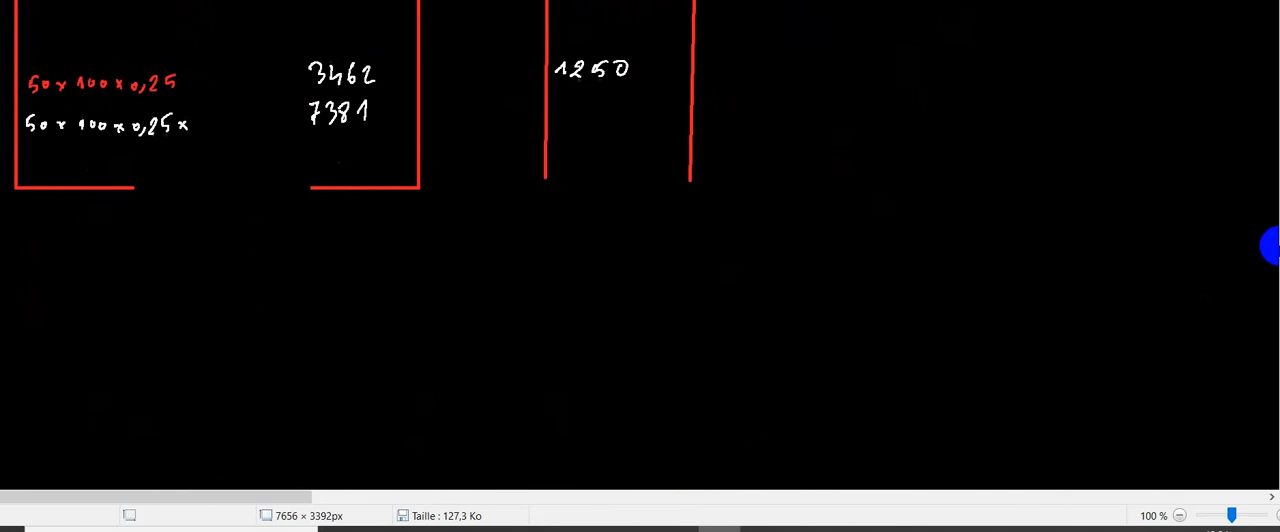 50 x 100 x 0,25
3462
1250
50 x 100 x 0,25 x
7381
7656 × 3392px
Taille : 127,3 Ko
100 %